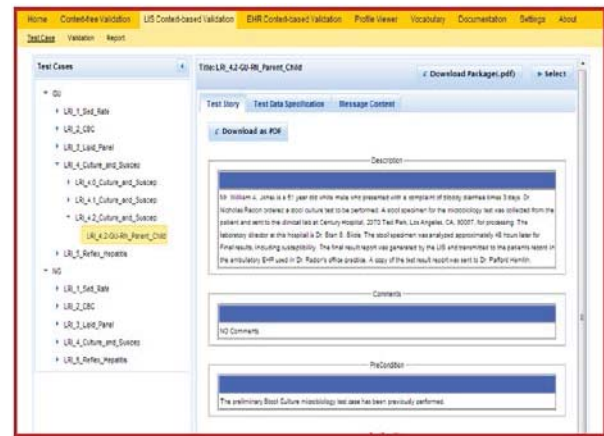 Home Context-free Validation LIS Context-based Validation EHR Context-based Validation Profile Viewer Vocabulary Documentation Settings About
Test Case Validation Report
Test Cases
Title: LRI_4.2-GU-RN_Parent_Child
Download Package(.pdf) Select
GU
LRI_1_Sed_Rate
LRI_2_CBC
LRI_3_Lipid_Panel
LRI_4_Culture_and_Suscep
LRI_4.0_Culture_and_Suscep
LRI_4.1_Culture_and_Suscep
LRI_4.2_Culture_and_Suscep
LRI_4.2-GU-RN_Parent_Child
LRI_5_Reflex_Hepatitis
NG
LRI_1_Sed_Rate
LRI_2_CBC
LRI_3_Lipid_Panel
LRI_4_Culture_and_Suscep
LRI_5_Reflex_Hepatitis
Test Story Test Data Specification Message Content
Download as PDF
Description
Mr. William A. Jones is a 51 year old white male who presented with a complaint of bloody diarrhea times 3 days. Dr.
Nicholas Radon ordered a stool culture test to be performed. A stool specimen for the microbiology test was collected from the
patient and sent to the clinical lab at Century Hospital, 2070 Test Park, Los Angeles, CA, 90067, for processing. The
laboratory director at this hospital is Dr. Stan B. The stool specimen was analyzed approximately 48 hours later for
Final results, including susceptibility. The final result report was generated by the LIS and transmitted to the patient's record in
the ambulatory EHR used in Dr. Radon's office practice. A copy of the test result report was sent to Dr. Hamlin.
Comments
NO Comments
PreCondition
The preliminary Stool Culture microbiology test case has been previously performed.